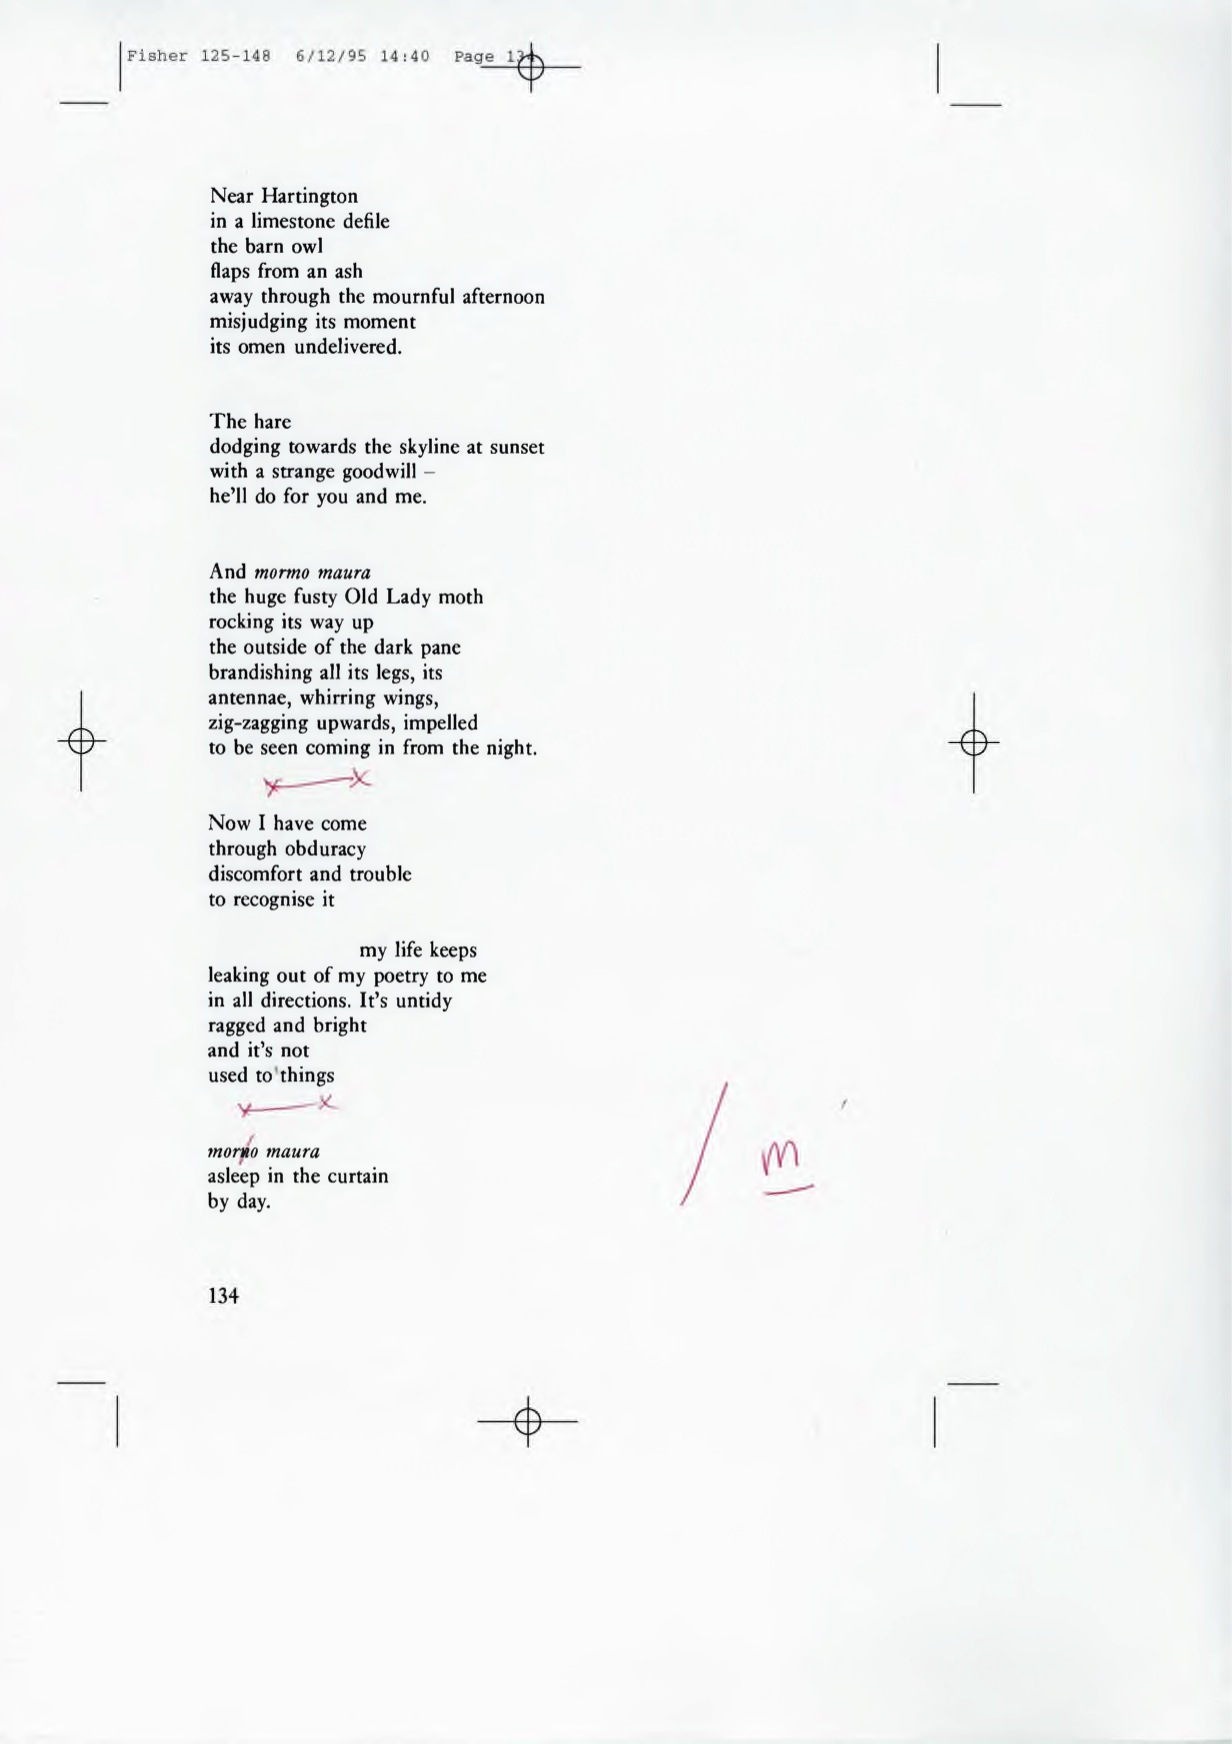 Fisher 125-148 6/12/95 14:40 Page 134
Near Hartington
in a limestone defile
the barn owl
flaps from an ash
away through the mournful afternoon
misjudging its moment
its omen undelivered.
The hare
dodging towards the skyline at sunset
with a strange goodwill –
he'll do for you and me.
And mormo maura
the huge fusty Old Lady moth
rocking its way up
the outside of the dark pane
brandishing all its legs, its
antennae, whirring wings,
zig-zagging upwards, impelled
to be seen coming in from the night.
Now I have come
through obduracy
discomfort and trouble
to recognise it
my life keeps
leaking out of my poetry to me
in all directions. It's untidy
ragged and bright
and it's not
used to things
morno maura
/ m
asleep in the curtain
by day.
134